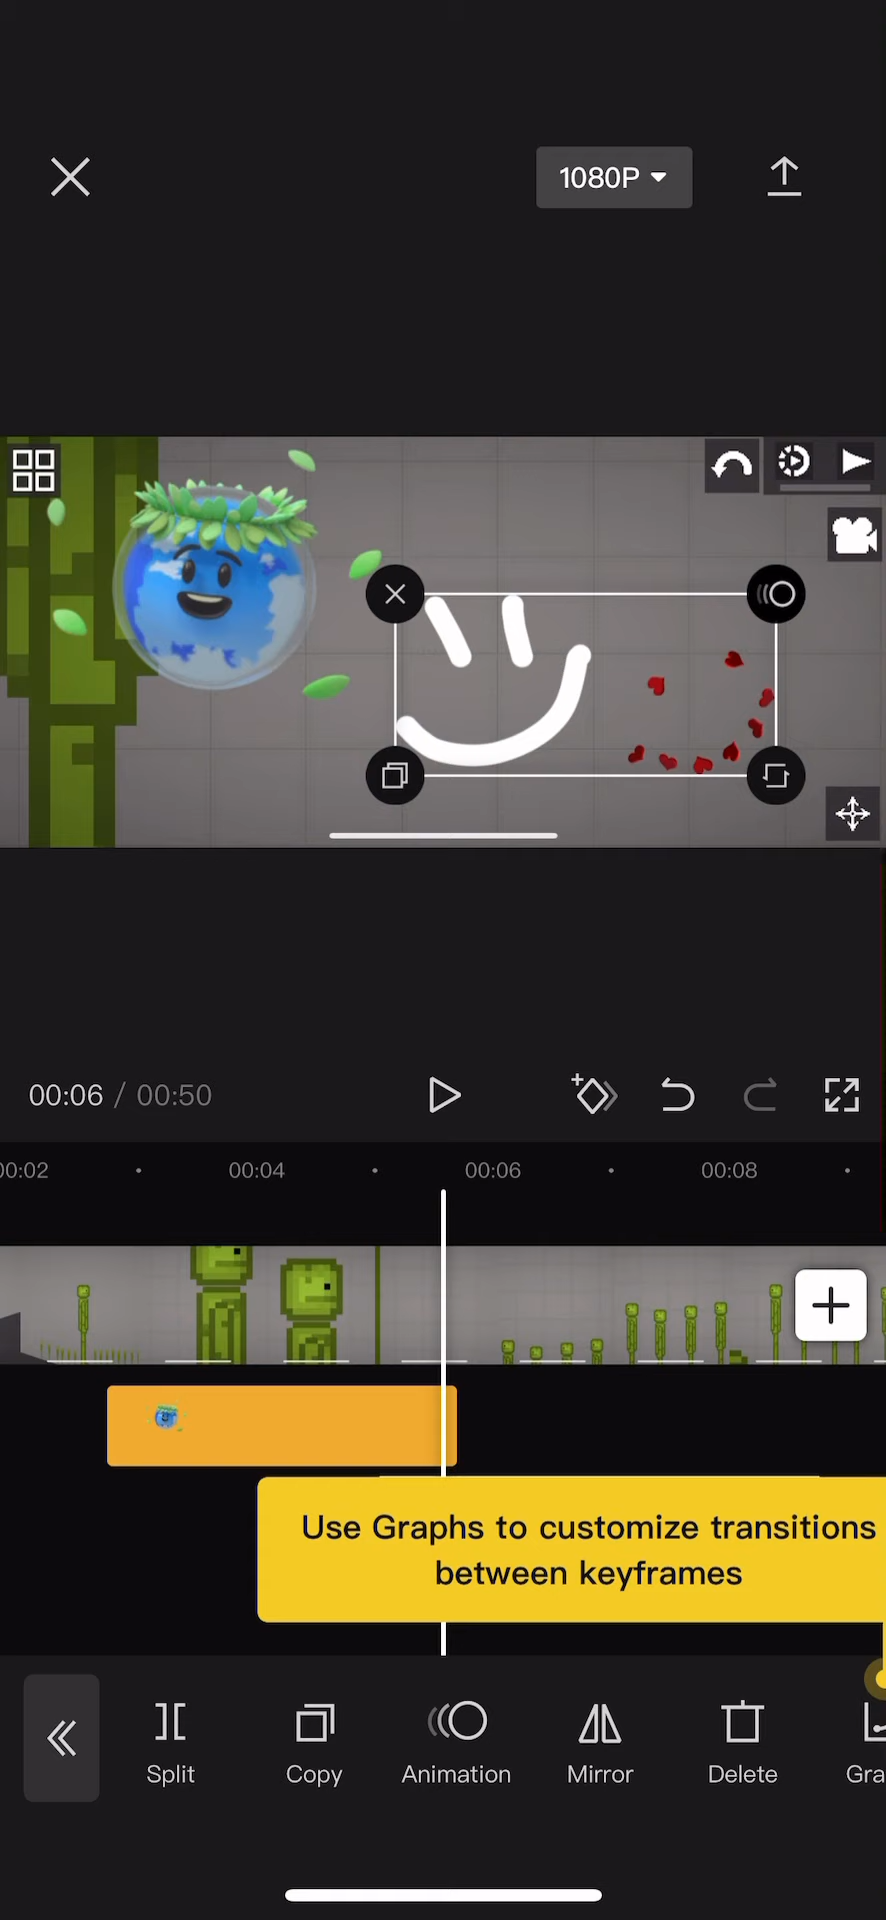 1080P
00:06 / 00:50
00:02 00:04 00:06 00:08
Use Graphs to customize transitions
between keyframes
Split Copy Animation Mirror Delete Gra